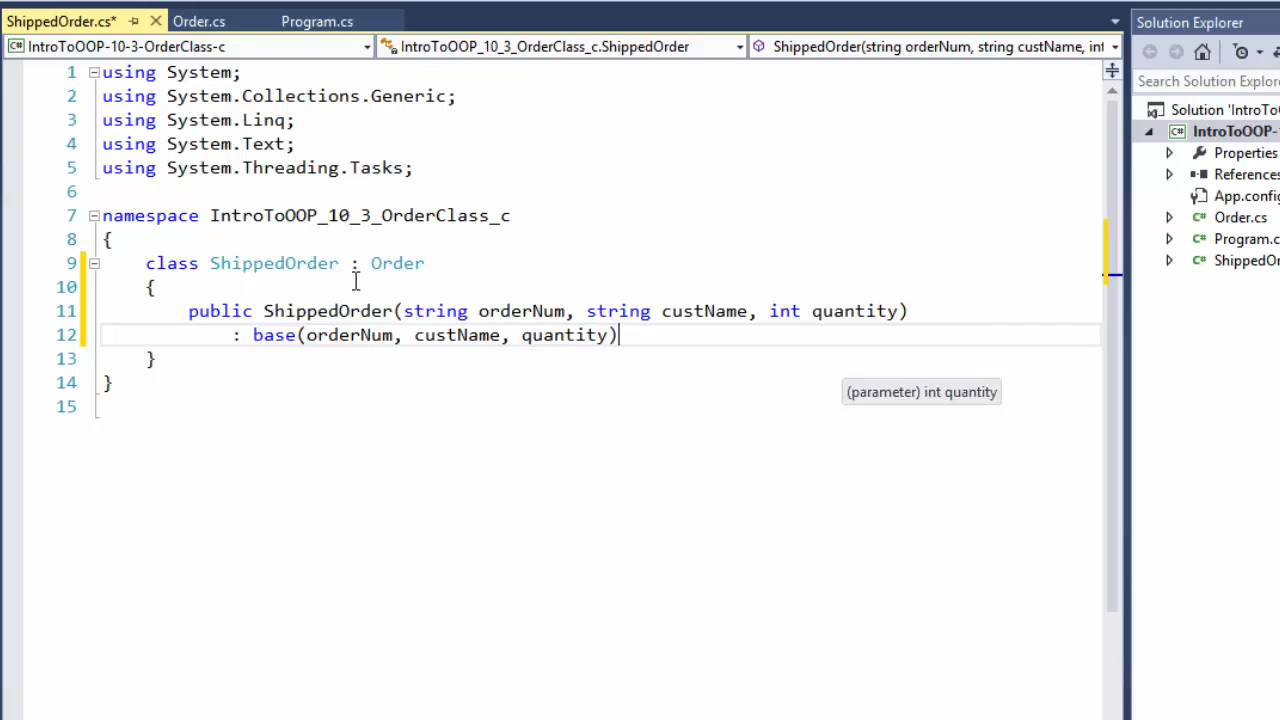 ShippedOrder.cs* Order.cs Program.cs
IntroToOOP-10-3-OrderClass-c IntroToOOP_10_3_OrderClass_c.ShippedOrder ShippedOrder(string orderNum, string custName, int
1 using System;
2 using System.Collections.Generic;
3 using System.Linq;
4 using System.Text;
5 using System.Threading.Tasks;
6
7 namespace IntroToOOP_10_3_OrderClass_c
8 {
9 class ShippedOrder : Order
10 {
11 public ShippedOrder(string orderNum, string custName, int quantity)
12 : base(orderNum, custName, quantity)
13 }
14 }
15
(parameter) int quantity
Solution Explorer
Search Solution Explor
Solution 'IntroTo
C# IntroToOOP-
Properties
References
App.config
C# Order.cs
C# Program.c
C# ShippedOr